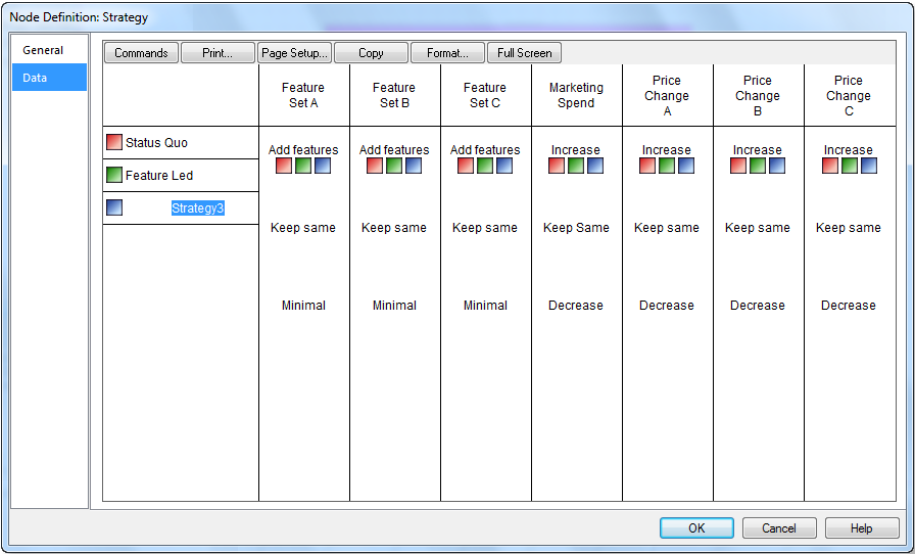 Node Definition: Strategy
General
Data
Commands Print... Page Setup... Copy Format... Full Screen
Feature Set A
Feature Set B
Feature Set C
Marketing Spend
Price Change A
Price Change B
Price Change C
Status Quo
Feature Led
Strategy3
Add features Add features Add features Increase Increase Increase Increase
Keep same Keep same Keep same Keep Same Keep same Keep same Keep same
Minimal Minimal Minimal Decrease Decrease Decrease Decrease
OK Cancel Help